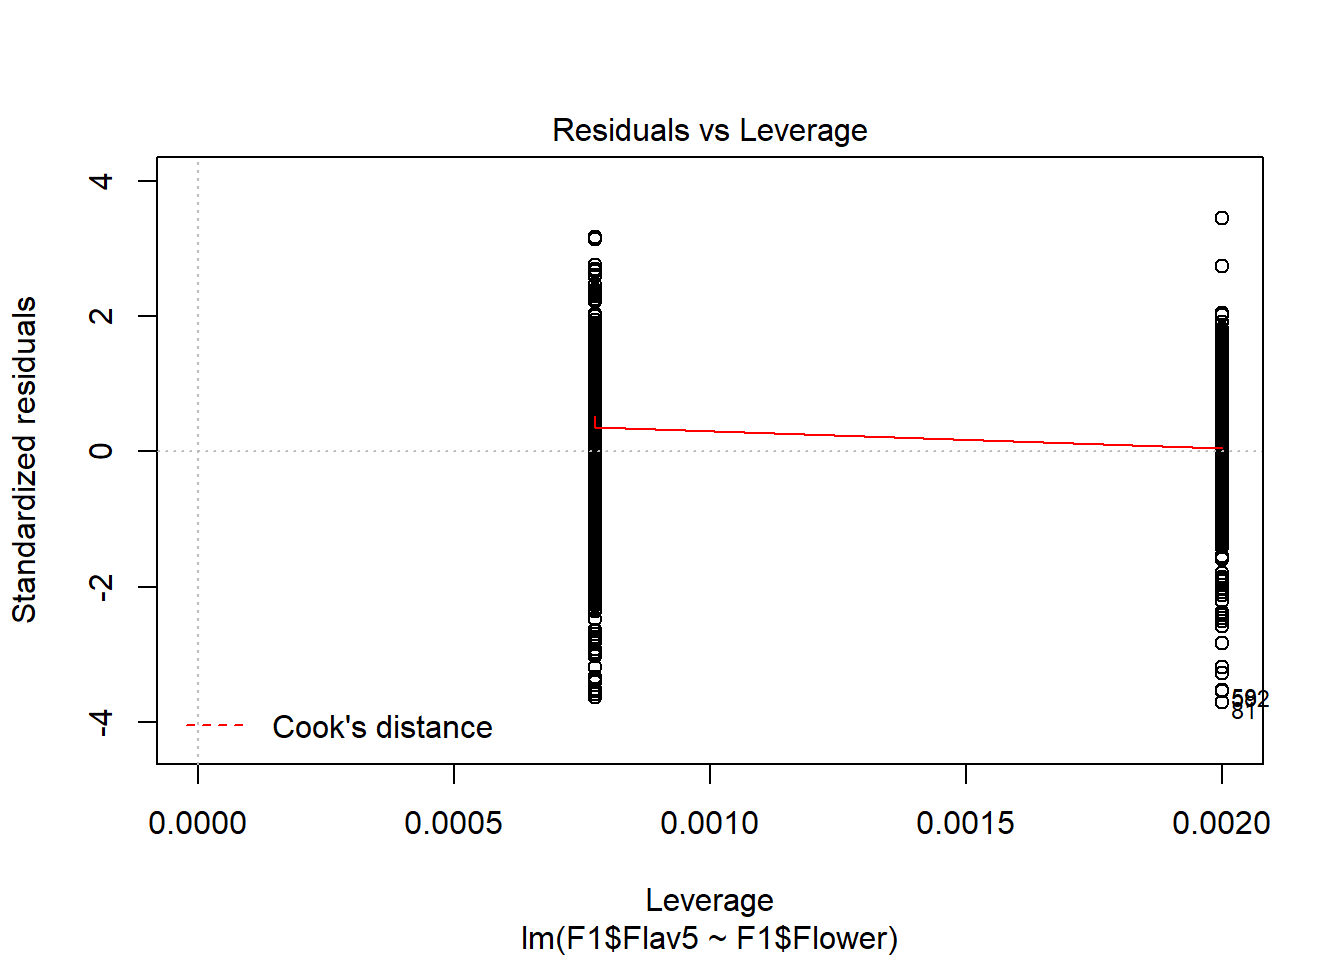 Residuals vs Leverage
Standardized residuals
4
2
0
-2
-4
81
Cook's distance
0.0000
0.0005
0.0010
0.0015
0.0020
Leverage
lm(F1$Flav5 ~ F1$Flower)